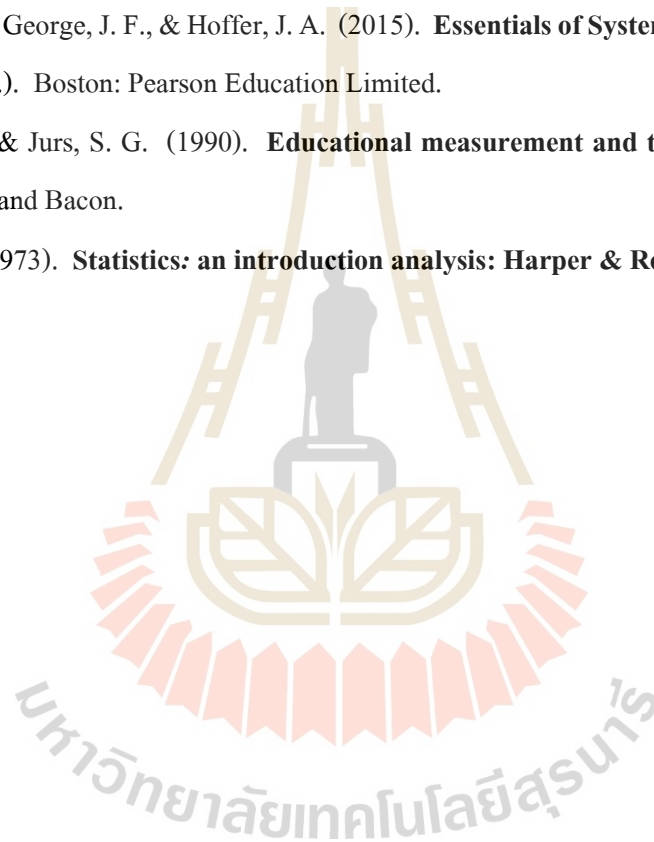 George, J. F., & Hoffer, J. A. (2015). Essentials of System
.). Boston: Pearson Education Limited.
& Jurs, S. G. (1990). Educational measurement and t
and Bacon.
973). Statistics: an introduction analysis: Harper & Ro
มหาวิทยาลัยเทคโนโลยีสุรนารี